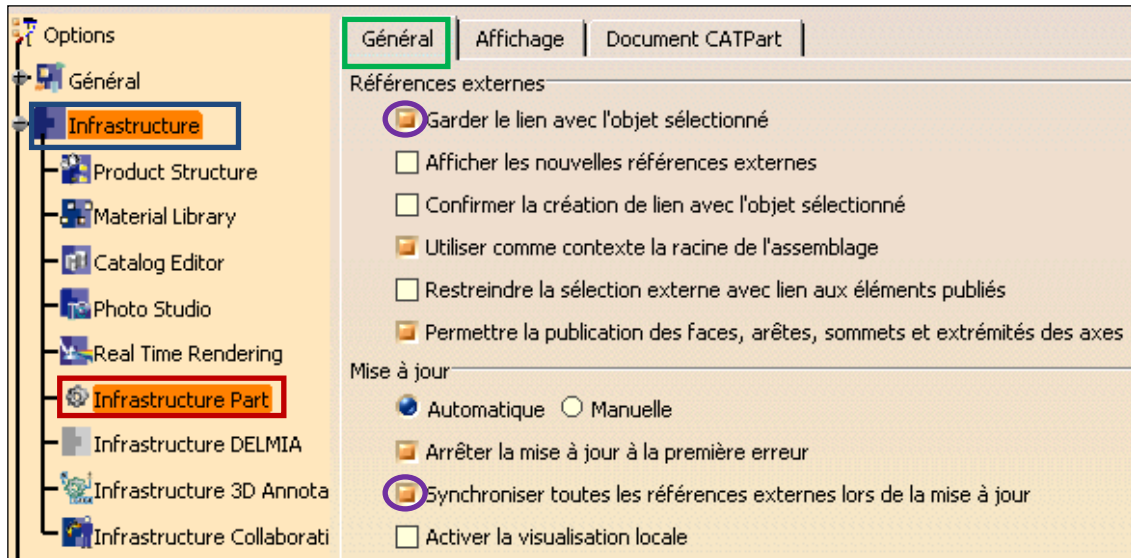 Options
Général
Infrastructure
Product Structure
Material Library
Catalog Editor
Photo Studio
Real Time Rendering
Infrastructure Part
Infrastructure DELMIA
Infrastructure 3D Annota
Infrastructure Collaborati
Général Affichage Document CATPart
Références externes
Garder le lien avec l'objet sélectionné
Afficher les nouvelles références externes
Confirmer la création de lien avec l'objet sélectionné
Utiliser comme contexte la racine de l'assemblage
Restreindre la sélection externe avec lien aux éléments publiés
Permettre la publication des faces, arêtes, sommets et extrémités des axes
Mise à jour
Automatique Manuelle
Arrêter la mise à jour à la première erreur
Synchroniser toutes les références externes lors de la mise à jour
Activer la visualisation locale